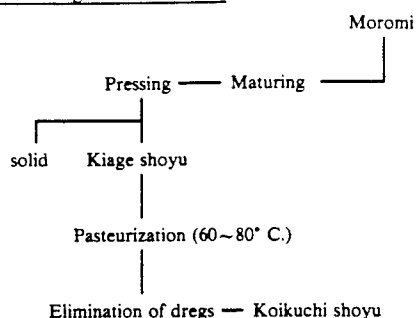 Moromi
Pressing — Maturing
solid Kiage shoyu
Pasteurization (60~80° C.)
Elimination of dregs — Koikuchi shoyu